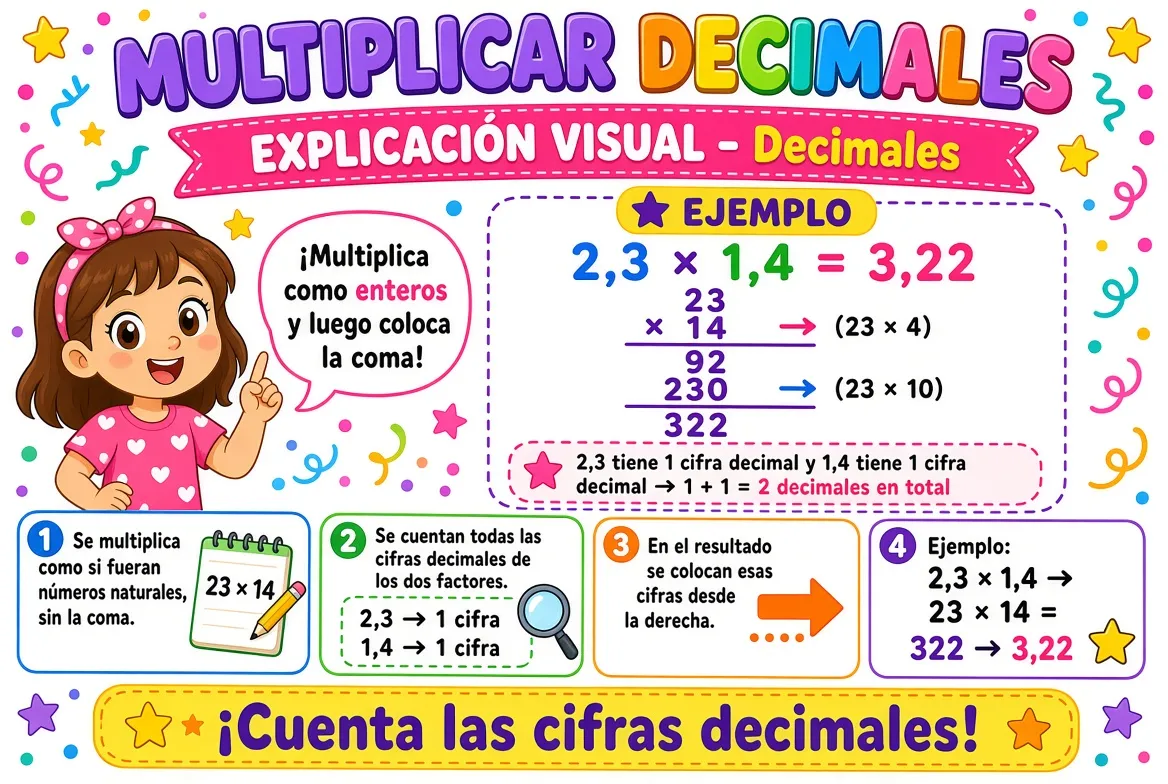 MULTIPLICAR DECIMALES
EXPLICACIÓN VISUAL – Decimales
¡Multiplica
como enteros
y luego coloca
la coma!
EJEMPLO
2,3 × 1,4 = 3,22
23
× 14 → (23 × 4)
92
230 → (23 × 10)
322
2,3 tiene 1 cifra decimal y 1,4 tiene 1 cifra
decimal → 1 + 1 = 2 decimales en total
1 Se multiplica
como si fueran
números naturales,
sin la coma.
23 × 14
2 Se cuentan todas las
cifras decimales de
los dos factores.
2,3 → 1 cifra
1,4 → 1 cifra
3 En el resultado
se colocan esas
cifras desde
la derecha.
4 Ejemplo:
2,3 × 1,4 →
23 × 14 =
322 → 3,22
¡Cuenta las cifras decimales!